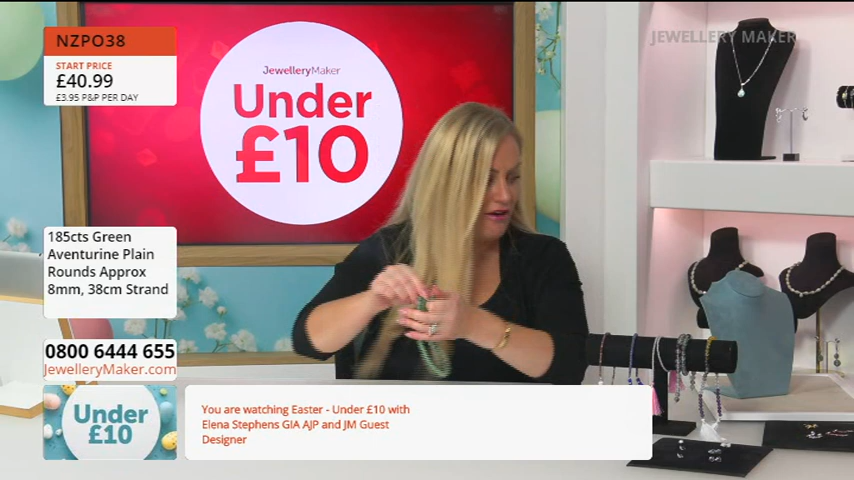 NZPO38
START PRICE
£40.99
£3.95 P&P PER DAY
JEWELLERY MAKER
JewelleryMaker
Under
£10
185cts Green
Aventurine Plain
Rounds Approx
8mm, 38cm Strand
0800 6444 655
JewelleryMaker.com
Under
£10
You are watching Easter - Under £10 with
Elena Stephens GIA AJP and JM Guest
Designer